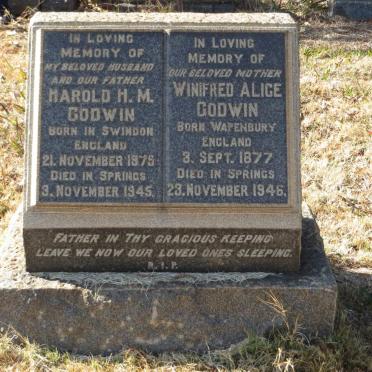 IN LOVING
MEMORY OF
MY BELOVED HUSBAND
AND OUR FATHER
HAROLD H. M.
GODWIN
BORN IN SWINDON
ENGLAND
21. NOVEMBER 1879
DIED IN SPRINGS
3. NOVEMBER 1945.
IN LOVING
MEMORY OF
OUR BELOVED MOTHER
WINIFRED ALICE
GODWIN
BORN WAPENBURY
ENGLAND
3. SEPT. 1877
DIED IN SPRINGS
23. NOVEMBER 1946.
FATHER IN THY GRACIOUS KEEPING
LEAVE WE NOW OUR LOVED ONES SLEEPING.
R.I.P.